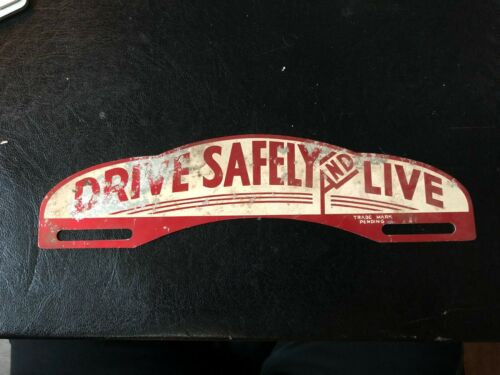 DRIVE SAFELY AND LIVE
TRADE MARK
PENDING